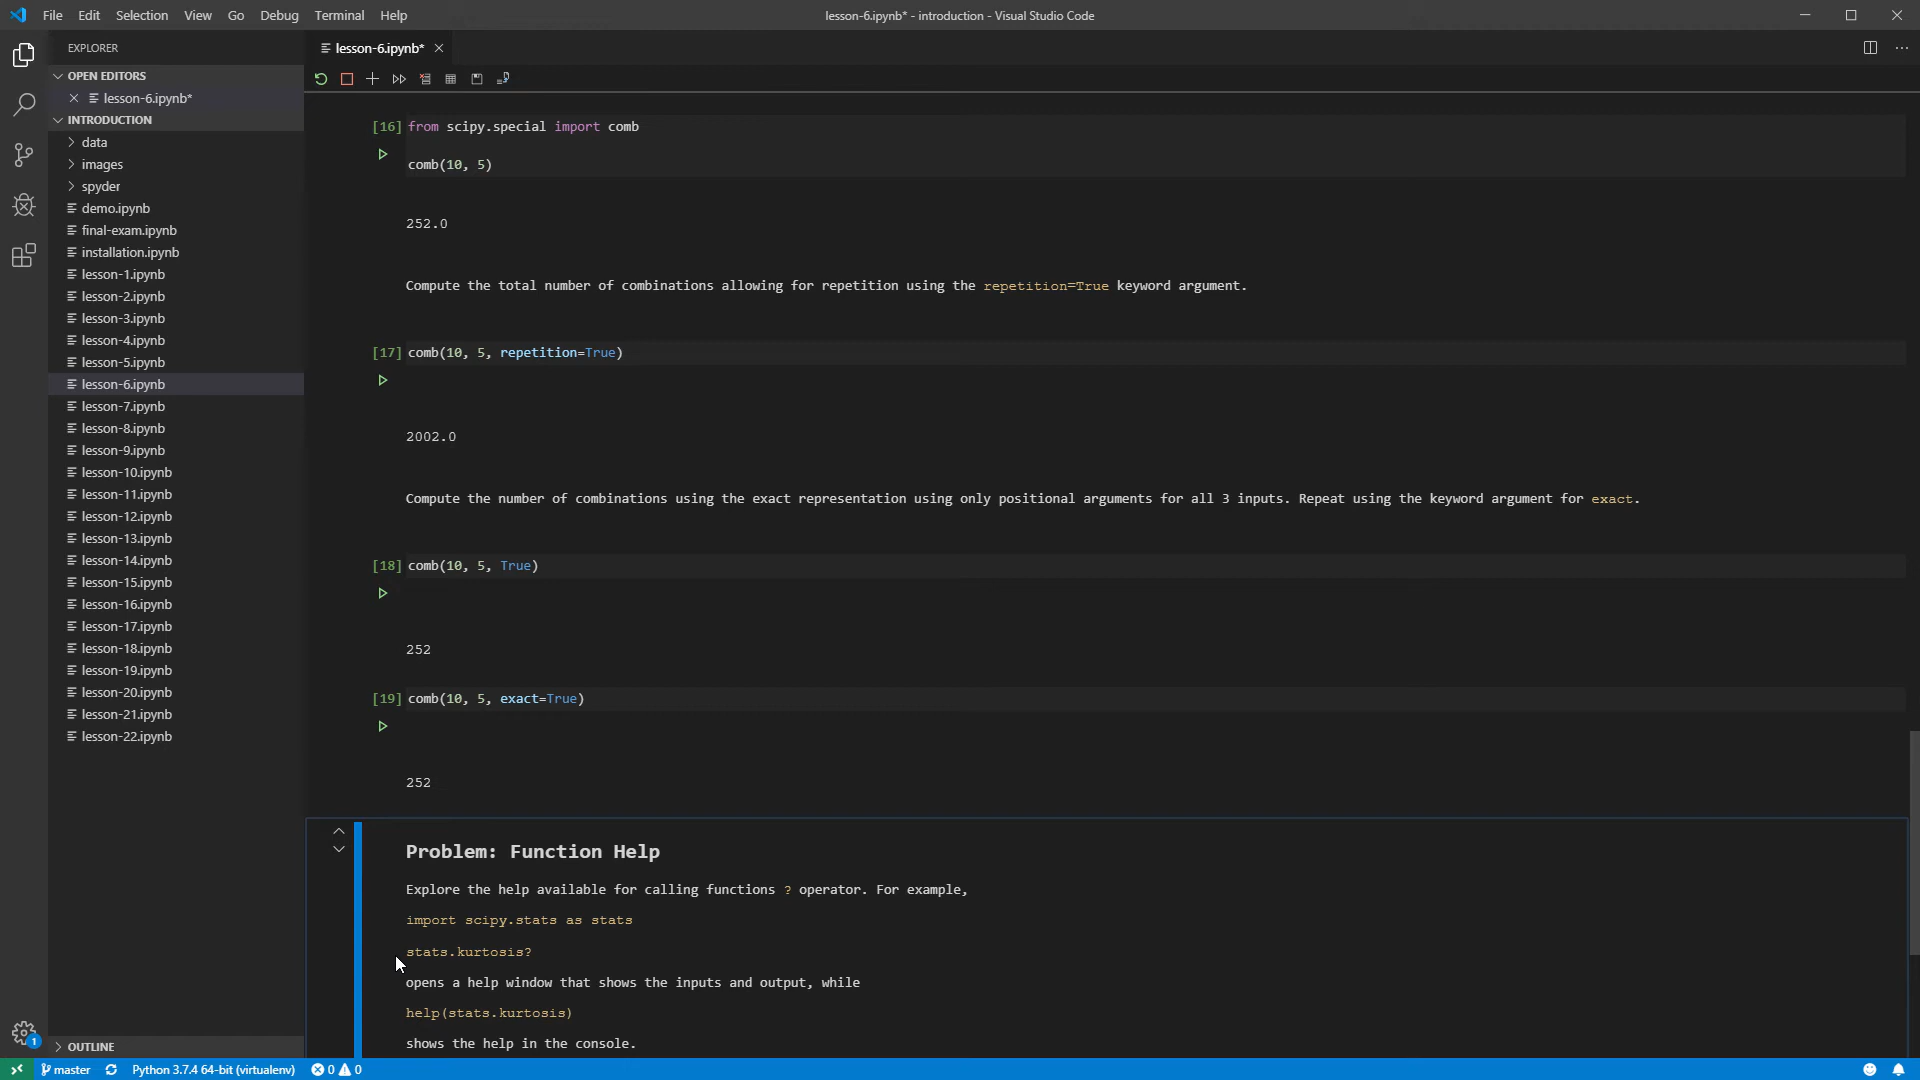 File Edit Selection View Go Debug Terminal Help
lesson-6.ipynb* - introduction - Visual Studio Code
EXPLORER
OPEN EDITORS
lesson-6.ipynb*
INTRODUCTION
data
images
spyder
demo.ipynb
final-exam.ipynb
installation.ipynb
lesson-1.ipynb
lesson-2.ipynb
lesson-3.ipynb
lesson-4.ipynb
lesson-5.ipynb
lesson-6.ipynb
lesson-7.ipynb
lesson-8.ipynb
lesson-9.ipynb
lesson-10.ipynb
lesson-11.ipynb
lesson-12.ipynb
lesson-13.ipynb
lesson-14.ipynb
lesson-15.ipynb
lesson-16.ipynb
lesson-17.ipynb
lesson-18.ipynb
lesson-19.ipynb
lesson-20.ipynb
lesson-21.ipynb
lesson-22.ipynb
OUTLINE
lesson-6.ipynb*
[16] from scipy.special import comb
comb(10, 5)
252.0
Compute the total number of combinations allowing for repetition using the repetition=True keyword argument.
[17] comb(10, 5, repetition=True)
2002.0
Compute the number of combinations using the exact representation using only positional arguments for all 3 inputs. Repeat using the keyword argument for exact.
[18] comb(10, 5, True)
252
[19] comb(10, 5, exact=True)
252
Problem: Function Help
Explore the help available for calling functions ? operator. For example,
import scipy.stats as stats
stats.kurtosis?
opens a help window that shows the inputs and output, while
help(stats.kurtosis)
shows the help in the console.
1
master Python 3.7.4 64-bit (virtualenv) 0 0